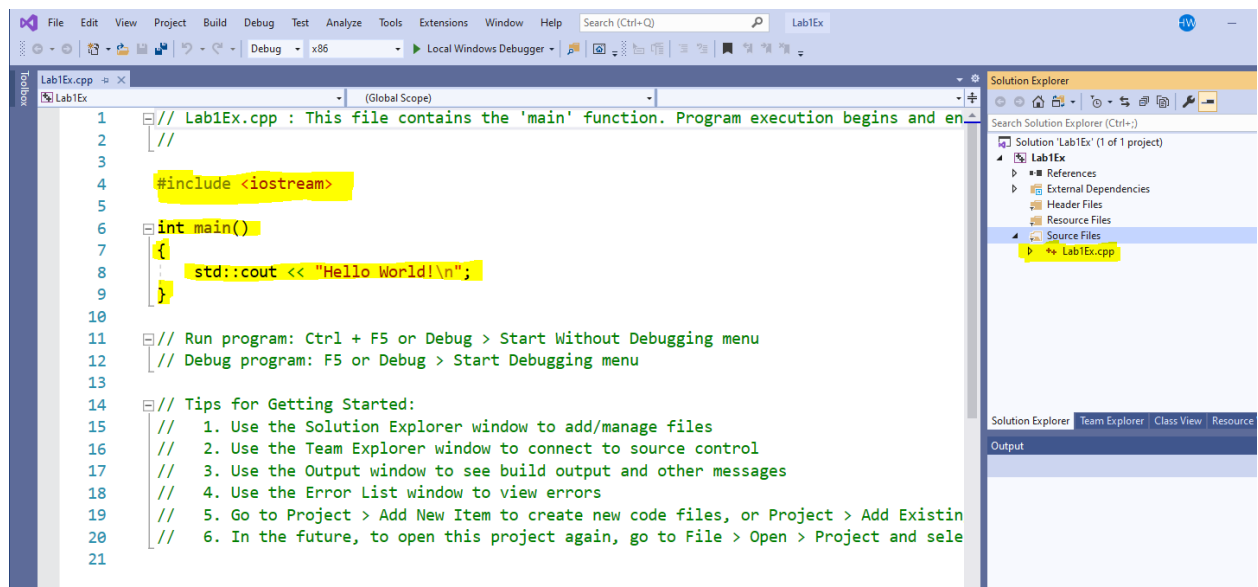 File Edit View Project Build Debug Test Analyze Tools Extensions Window Help Search (Ctrl+Q) Lab1Ex
Debug x86 Local Windows Debugger
Toolbox
Lab1Ex.cpp
Lab1Ex (Global Scope)
1 // Lab1Ex.cpp : This file contains the 'main' function. Program execution begins and en
2 //
3
4 #include <iostream>
5
6 int main()
7 {
8 std::cout << "Hello World!\n";
9 }
10
11 // Run program: Ctrl + F5 or Debug > Start Without Debugging menu
12 // Debug program: F5 or Debug > Start Debugging menu
13
14 // Tips for Getting Started:
15 // 1. Use the Solution Explorer window to add/manage files
16 // 2. Use the Team Explorer window to connect to source control
17 // 3. Use the Output window to see build output and other messages
18 // 4. Use the Error List window to view errors
19 // 5. Go to Project > Add New Item to create new code files, or Project > Add Existin
20 // 6. In the future, to open this project again, go to File > Open > Project and sele
21
Solution Explorer
Search Solution Explorer (Ctrl+;)
Solution 'Lab1Ex' (1 of 1 project)
Lab1Ex
References
External Dependencies
Header Files
Resource Files
Source Files
++ Lab1Ex.cpp
Solution Explorer Team Explorer Class View Resource
Output